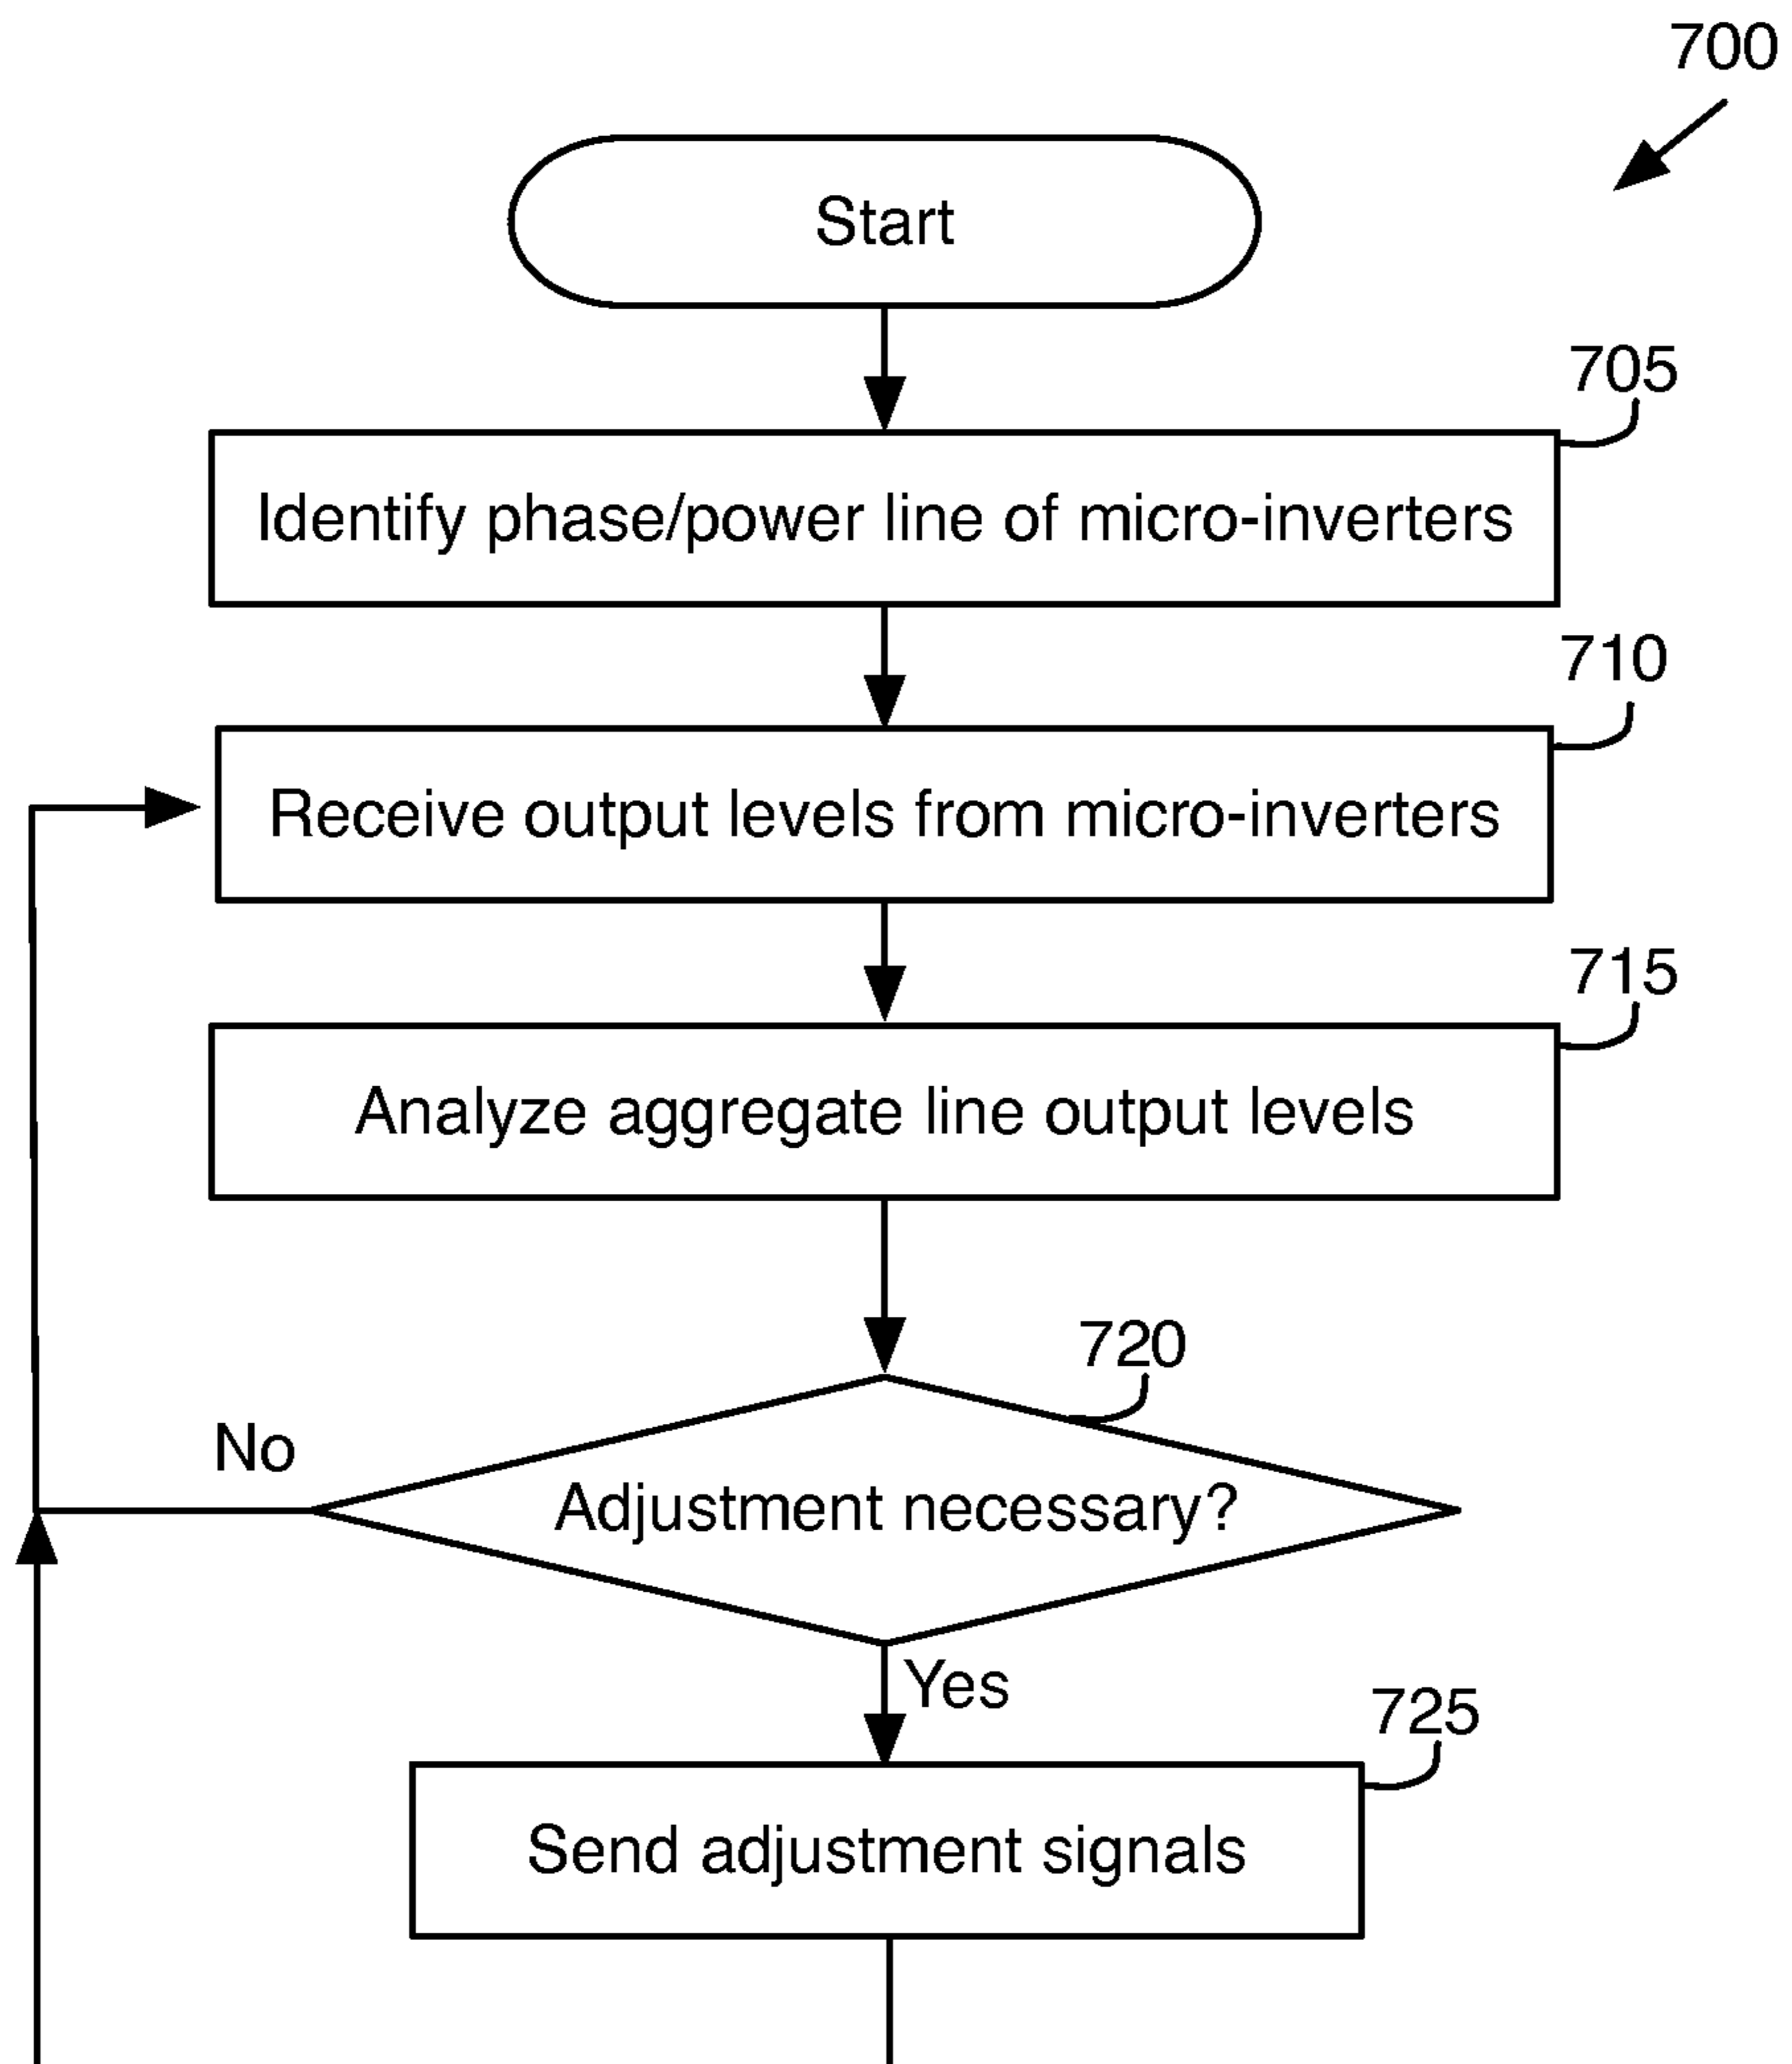 700
Start
705
Identify phase/power line of micro-inverters
710
Receive output levels from micro-inverters
715
Analyze aggregate line output levels
720
No
Adjustment necessary?
Yes
725
Send adjustment signals